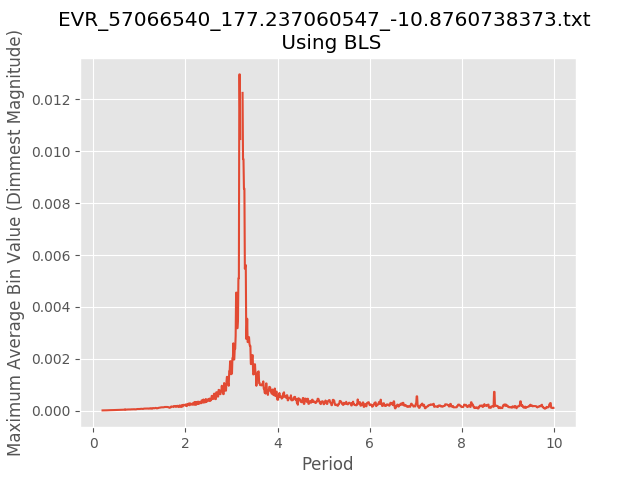 EVR_57066540_177.237060547_-10.8760738373.txt
Using BLS
Maximum Average Bin Value (Dimmest Magnitude)
0.012
0.010
0.008
0.006
0.004
0.002
0.000
0 2 4 6 8 10
Period